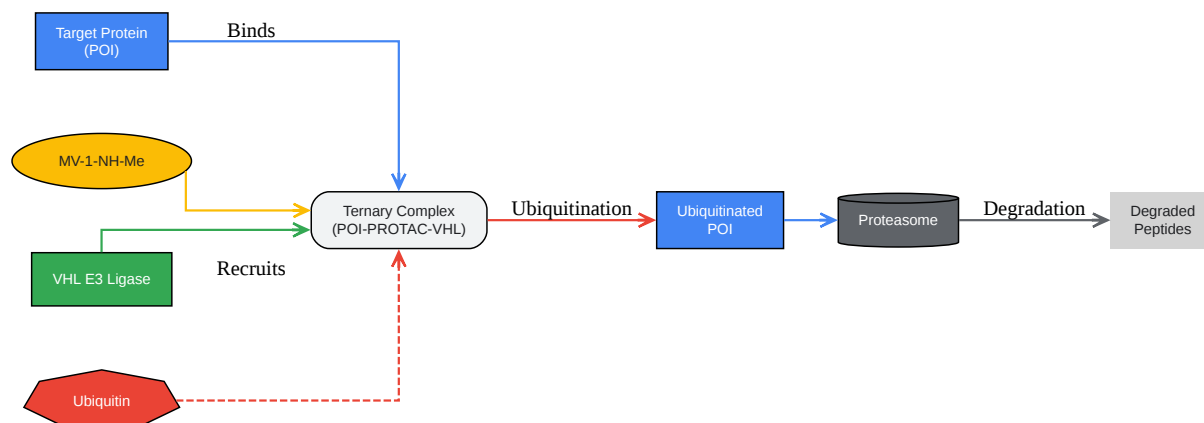 Target Protein
(POI)
Binds
MV-1-NH-Me
Ternary Complex
(POI-PROTAC-VHL)
Ubiquitination
Ubiquitinated
POI
Proteasome
Degradation
Degraded
Peptides
VHL E3 Ligase
Recruits
Ubiquitin